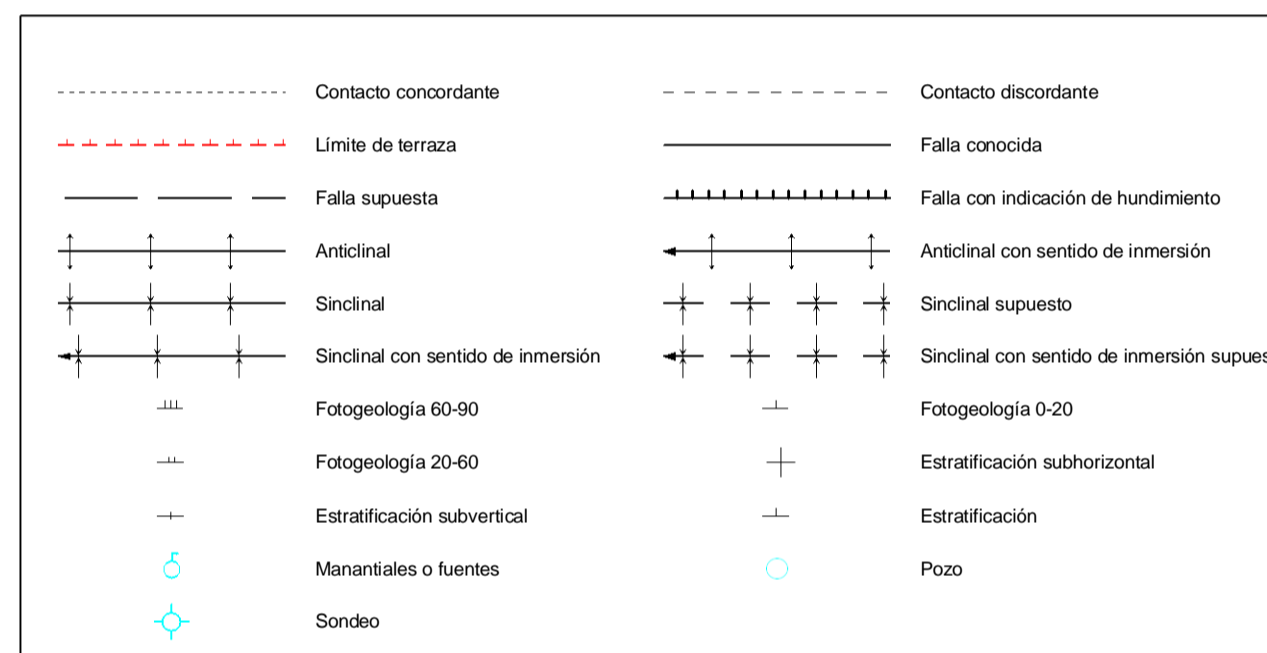 Contacto concordante
Contacto discordante
Límite de terraza
Falla conocida
Falla supuesta
Falla con indicación de hundimiento
Anticlinal
Anticlinal con sentido de inmersión
Sinclinal
Sinclinal supuesto
Sinclinal con sentido de inmersión
Sinclinal con sentido de inmersión supues
Fotogeología 60-90
Fotogeología 0-20
Fotogeología 20-60
Estratificación subhorizontal
Estratificación subvertical
Estratificación
Manantiales o fuentes
Pozo
Sondeo